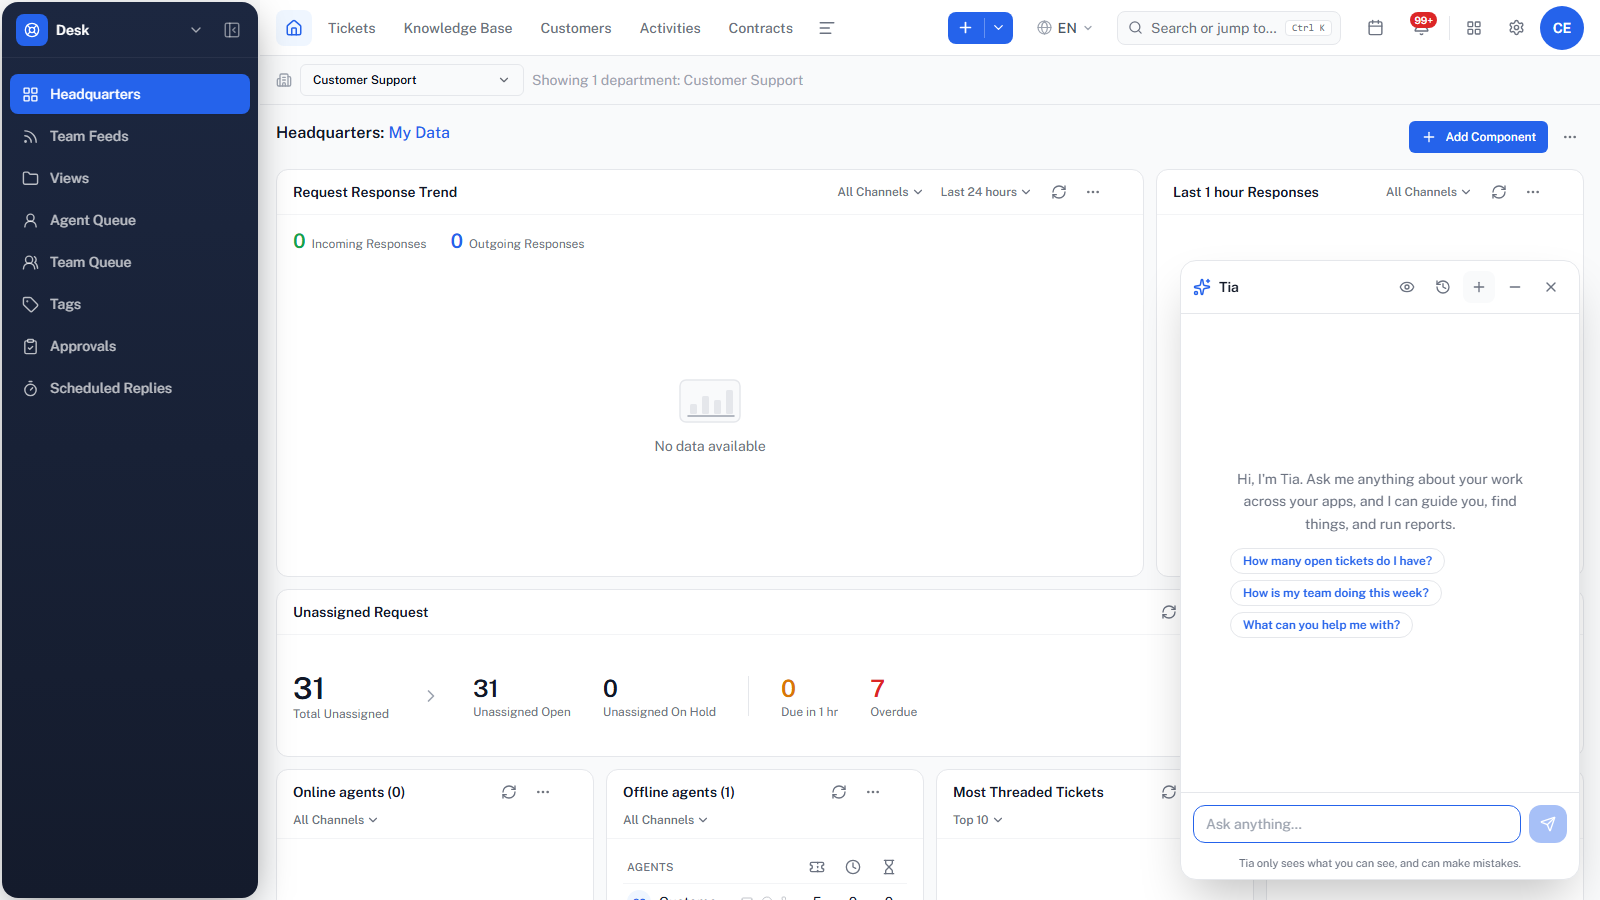 Desk
Headquarters
Team Feeds
Views
Agent Queue
Team Queue
Tags
Approvals
Scheduled Replies
Tickets
Knowledge Base
Customers
Activities
Contracts
EN
Search or jump to...
Ctrl K
99+
CE
Customer Support
Showing 1 department: Customer Support
Headquarters: My Data
Add Component
Request Response Trend
All Channels
Last 24 hours
0 Incoming Responses
0 Outgoing Responses
No data available
Last 1 hour Responses
All Channels
Unassigned Request
31
Total Unassigned
31
Unassigned Open
0
Unassigned On Hold
0
Due in 1 hr
7
Overdue
Online agents (0)
All Channels
Offline agents (1)
All Channels
AGENTS
Most Threaded Tickets
Top 10
Tia
Hi, I'm Tia. Ask me anything about your work
across your apps, and I can guide you, find
things, and run reports.
How many open tickets do I have?
How is my team doing this week?
What can you help me with?
Ask anything...
Tia only sees what you can see, and can make mistakes.